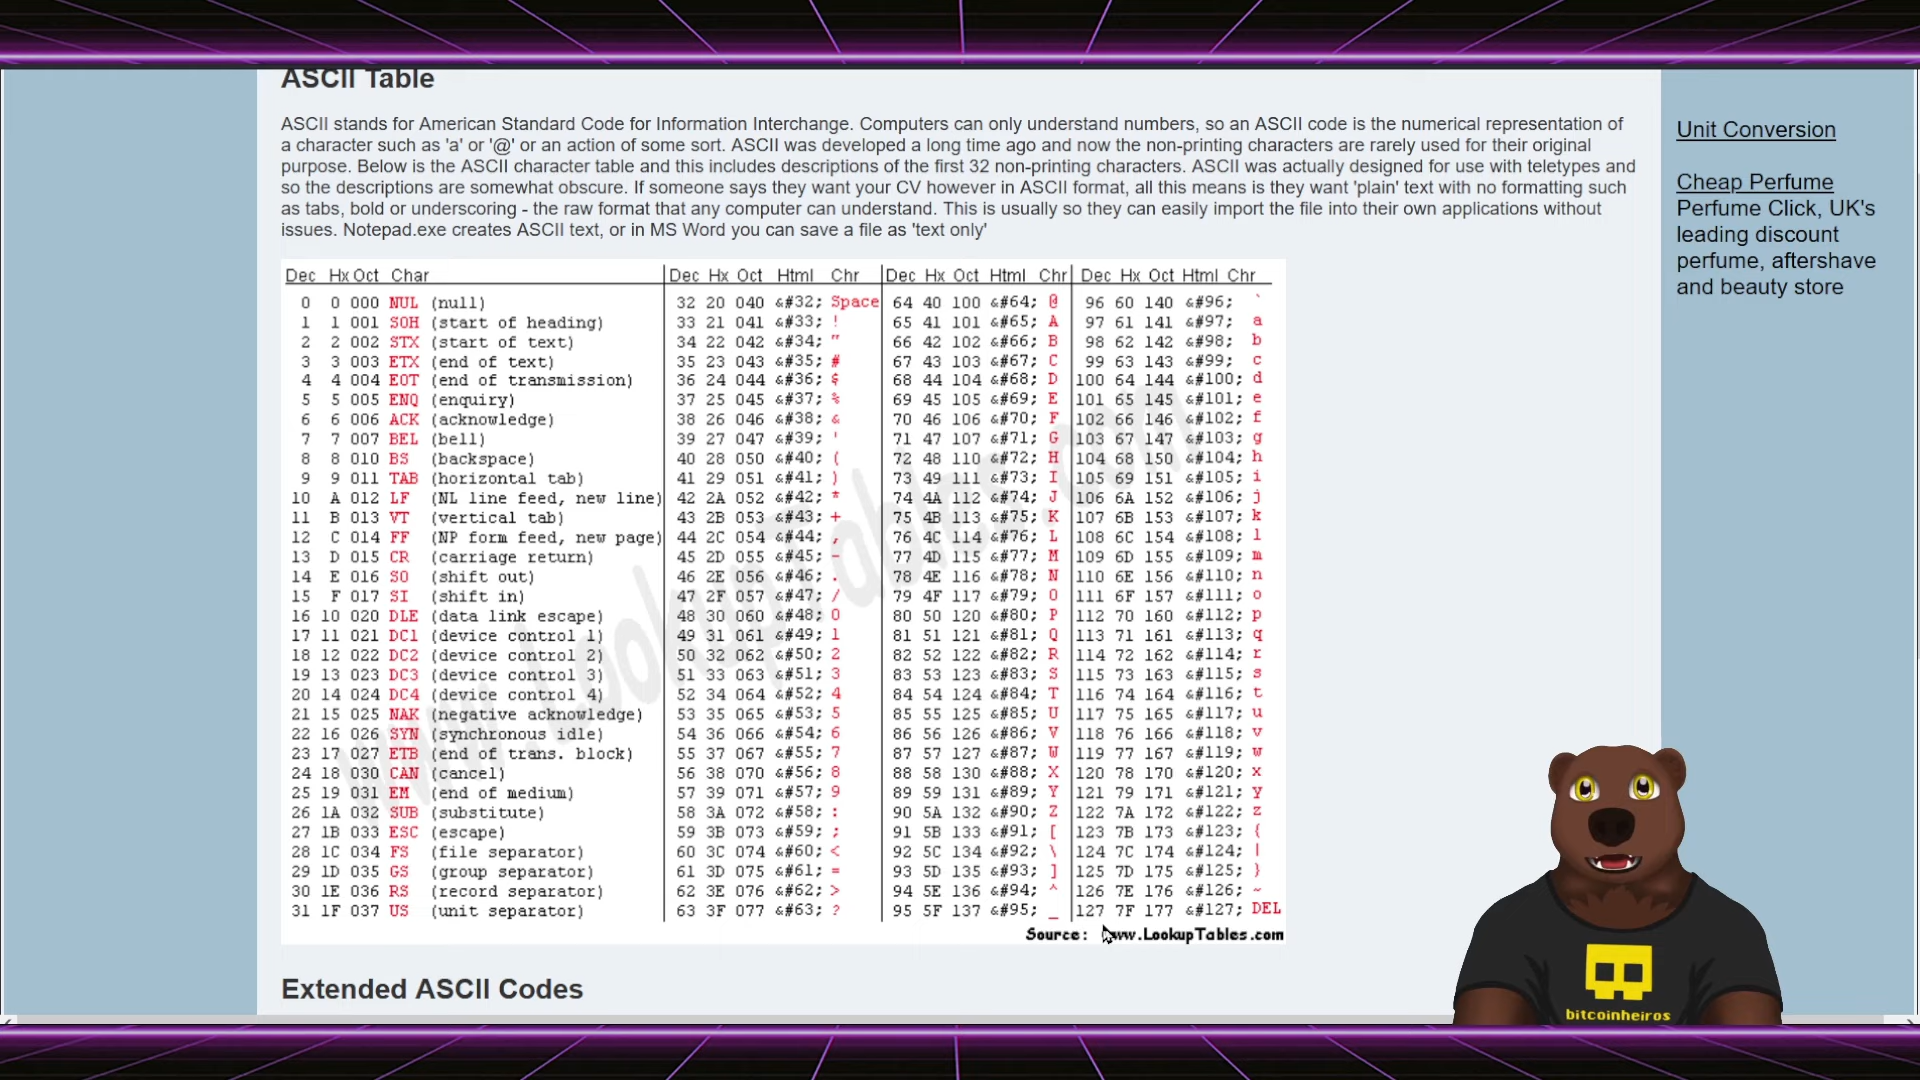 ASCII Table
ASCII stands for American Standard Code for Information Interchange. Computers can only understand numbers, so an ASCII code is the numerical representation of
a character such as 'a' or '@' or an action of some sort. ASCII was developed a long time ago and now the non-printing characters are rarely used for their original
purpose. Below is the ASCII character table and this includes descriptions of the first 32 non-printing characters. ASCII was actually designed for use with teletypes and
so the descriptions are somewhat obscure. If someone says they want your CV however in ASCII format, all this means is they want 'plain' text with no formatting such
as tabs, bold or underscoring - the raw format that any computer can understand. This is usually so they can easily import the file into their own applications without
issues. Notepad.exe creates ASCII text, or in MS Word you can save a file as 'text only'
Dec Hx Oct Char Dec Hx Oct Html Chr Dec Hx Oct Html Chr Dec Hx Oct Html Chr
0 0 000 NUL (null) 32 20 040 &#32; Space 64 40 100 &#64; @ 96 60 140 &#96; `
1 1 001 SOH (start of heading) 33 21 041 &#33; ! 65 41 101 &#65; A 97 61 141 &#97; a
2 2 002 STX (start of text) 34 22 042 &#34; " 66 42 102 &#66; B 98 62 142 &#98; b
3 3 003 ETX (end of text) 35 23 043 &#35; # 67 43 103 &#67; C 99 63 143 &#99; c
4 4 004 EOT (end of transmission) 36 24 044 &#36; $ 68 44 104 &#68; D 100 64 144 &#100; d
5 5 005 ENQ (enquiry) 37 25 045 &#37; % 69 45 105 &#69; E 101 65 145 &#101; e
6 6 006 ACK (acknowledge) 38 26 046 &#38; & 70 46 106 &#70; F 102 66 146 &#102; f
7 7 007 BEL (bell) 39 27 047 &#39; ' 71 47 107 &#71; G 103 67 147 &#103; g
8 8 010 BS (backspace) 40 28 050 &#40; ( 72 48 110 &#72; H 104 68 150 &#104; h
9 9 011 TAB (horizontal tab) 41 29 051 &#41; ) 73 49 111 &#73; I 105 69 151 &#105; i
10 A 012 LF (NL line feed, new line) 42 2A 052 &#42; * 74 4A 112 &#74; J 106 6A 152 &#106; j
11 B 013 VT (vertical tab) 43 2B 053 &#43; + 75 4B 113 &#75; K 107 6B 153 &#107; k
12 C 014 FF (NP form feed, new page) 44 2C 054 &#44; , 76 4C 114 &#76; L 108 6C 154 &#108; l
13 D 015 CR (carriage return) 45 2D 055 &#45; - 77 4D 115 &#77; M 109 6D 155 &#109; m
14 E 016 SO (shift out) 46 2E 056 &#46; . 78 4E 116 &#78; N 110 6E 156 &#110; n
15 F 017 SI (shift in) 47 2F 057 &#47; / 79 4F 117 &#79; O 111 6F 157 &#111; o
16 10 020 DLE (data link escape) 48 30 060 &#48; 0 80 50 120 &#80; P 112 70 160 &#112; p
17 11 021 DC1 (device control 1) 49 31 061 &#49; 1 81 51 121 &#81; Q 113 71 161 &#113; q
18 12 022 DC2 (device control 2) 50 32 062 &#50; 2 82 52 122 &#82; R 114 72 162 &#114; r
19 13 023 DC3 (device control 3) 51 33 063 &#51; 3 83 53 123 &#83; S 115 73 163 &#115; s
20 14 024 DC4 (device control 4) 52 34 064 &#52; 4 84 54 124 &#84; T 116 74 164 &#116; t
21 15 025 NAK (negative acknowledge) 53 35 065 &#53; 5 85 55 125 &#85; U 117 75 165 &#117; u
22 16 026 SYN (synchronous idle) 54 36 066 &#54; 6 86 56 126 &#86; V 118 76 166 &#118; v
23 17 027 ETB (end of trans. block) 55 37 067 &#55; 7 87 57 127 &#87; W 119 77 167 &#119; w
24 18 030 CAN (cancel) 56 38 070 &#56; 8 88 58 130 &#88; X 120 78 170 &#120; x
25 19 031 EM (end of medium) 57 39 071 &#57; 9 89 59 131 &#89; Y 121 79 171 &#121; y
26 1A 032 SUB (substitute) 58 3A 072 &#58; : 90 5A 132 &#90; Z 122 7A 172 &#122; z
27 1B 033 ESC (escape) 59 3B 073 &#59; ; 91 5B 133 &#91; [ 123 7B 173 &#123; {
28 1C 034 FS (file separator) 60 3C 074 &#60; < 92 5C 134 &#92; \ 124 7C 174 &#124; |
29 1D 035 GS (group separator) 61 3D 075 &#61; = 93 5D 135 &#93; ] 125 7D 175 &#125; }
30 1E 036 RS (record separator) 62 3E 076 &#62; > 94 5E 136 &#94; ^ 126 7E 176 &#126; ~
31 1F 037 US (unit separator) 63 3F 077 &#63; ? 95 5F 137 &#95; _ 127 7F 177 &#127; DEL
www.LookupTables.com
Source: www.LookupTables.com
Extended ASCII Codes
Unit Conversion
Cheap Perfume
Perfume Click, UK's
leading discount
perfume, aftershave
and beauty store
bitcoinheiros